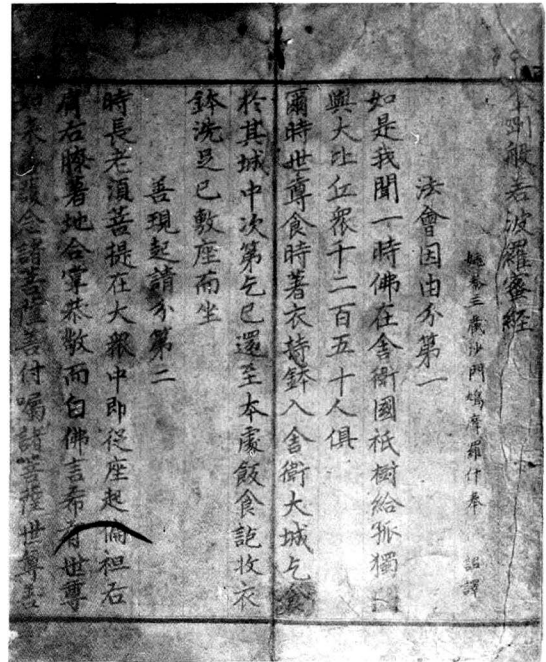 剛般若波羅蜜經
姚秦三藏沙門鳩摩羅什奉 詔譯
法會因由分第一
如是我聞一時佛在舍衛國祇樹給孤獨
與大比丘眾千二百五十人俱
爾時世尊食時著衣持鉢入舍衛大城乞食
於其城中次第乞已還至本處飯食訖收衣
鉢洗足已敷座而坐
善現起請分第二
時長老湏菩提在大眾中即從座起偏袒右
肩右膝著地合掌恭敬而白佛言希有世尊
如來善護念諸菩薩善付囑諸菩薩世尊善